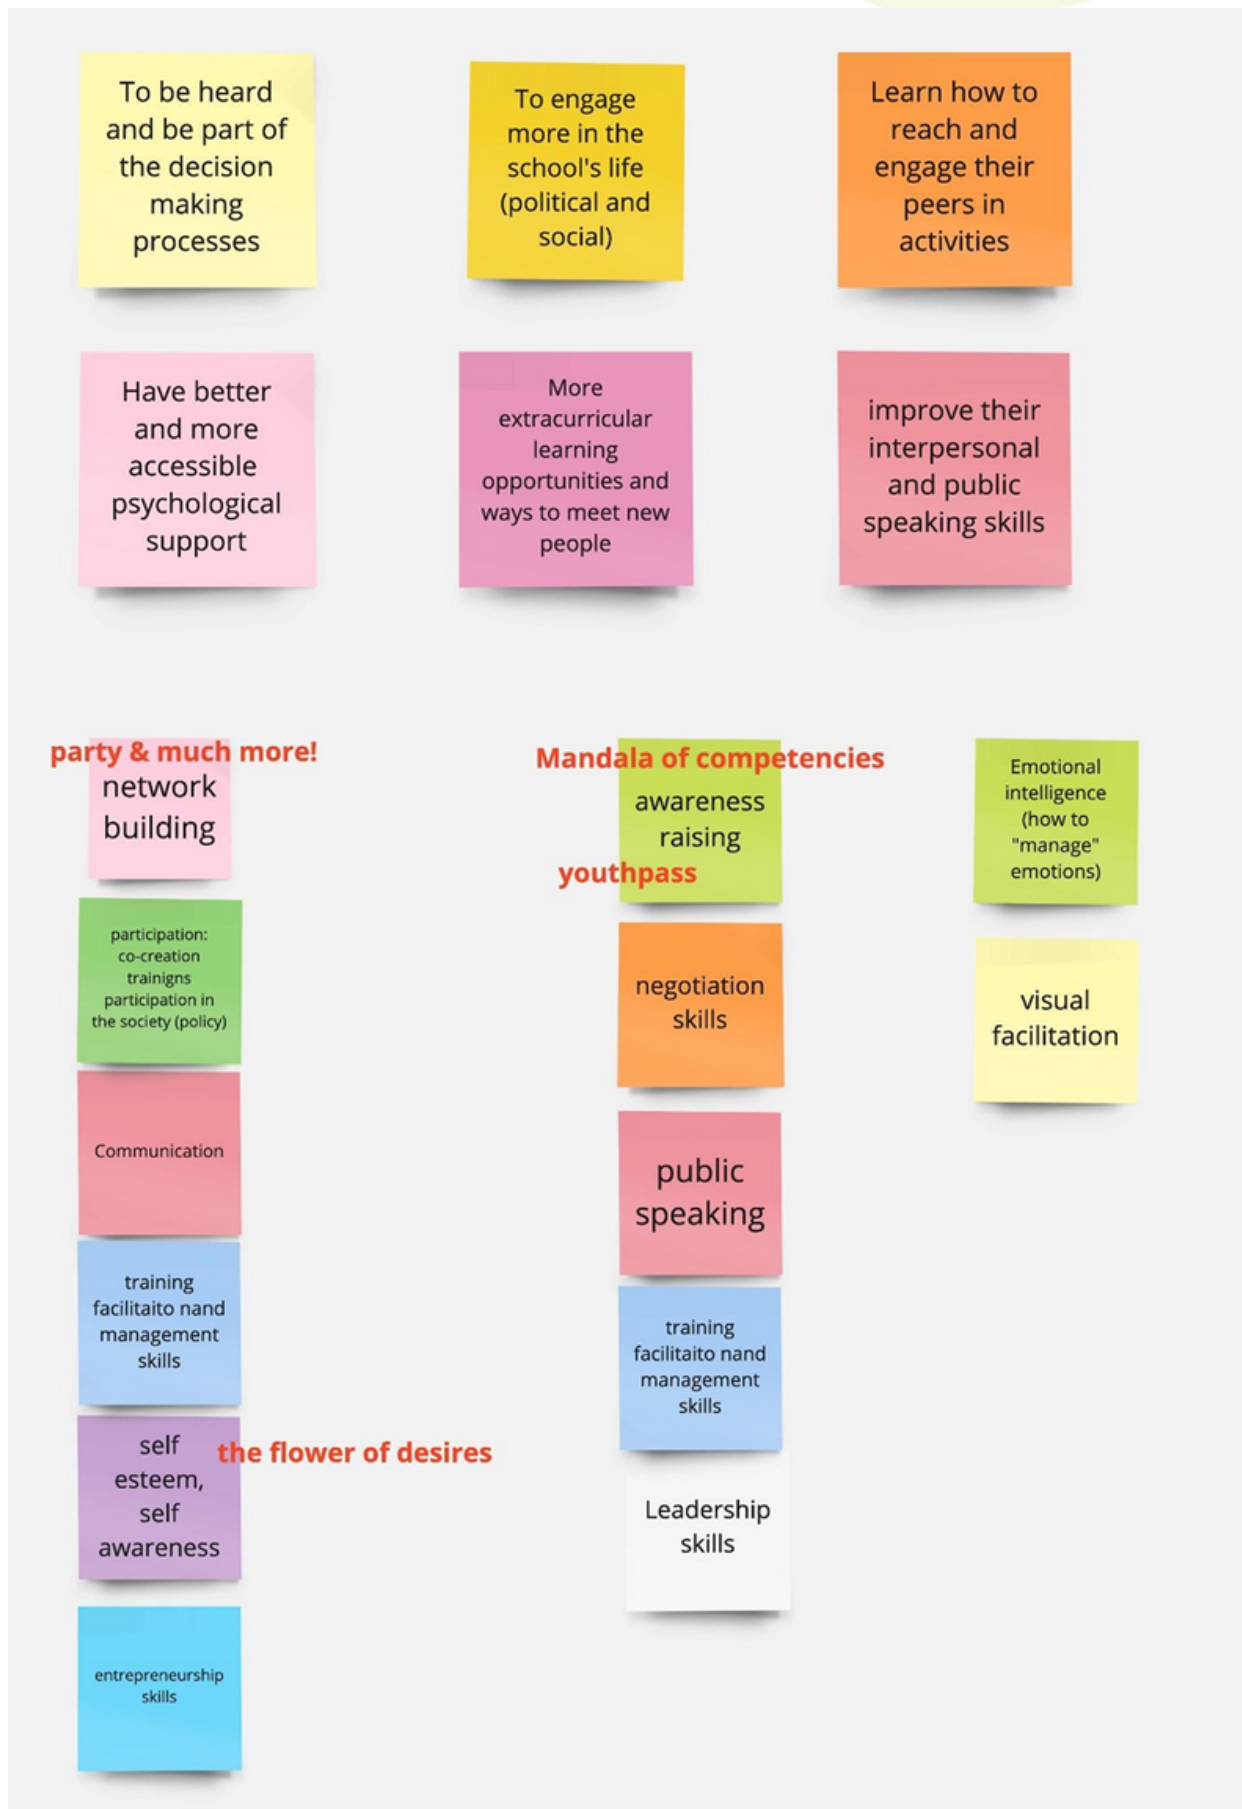 To be heard
and be part of
the decision
making
processes
To engage
more in the
school's life
(political and
social)
Learn how to
reach and
engage their
peers in
activities
Have better
and more
accessible
psychological
support
More
extracurricular
learning
opportunities and
ways to meet new
people
improve their
interpersonal
and public
speaking skills
party & much more!
network
building
participation:
co-creation
trainigns
participation in
the society (policy)
Communication
training
facilitaito nand
management
skills
self
esteem,
self
awareness
the flower of desires
entrepreneurship
skills
Mandala of competencies
awareness
raising
youthpass
negotiation
skills
public
speaking
training
facilitaito nand
management
skills
Leadership
skills
Emotional
intelligence
(how to
"manage"
emotions)
visual
facilitation